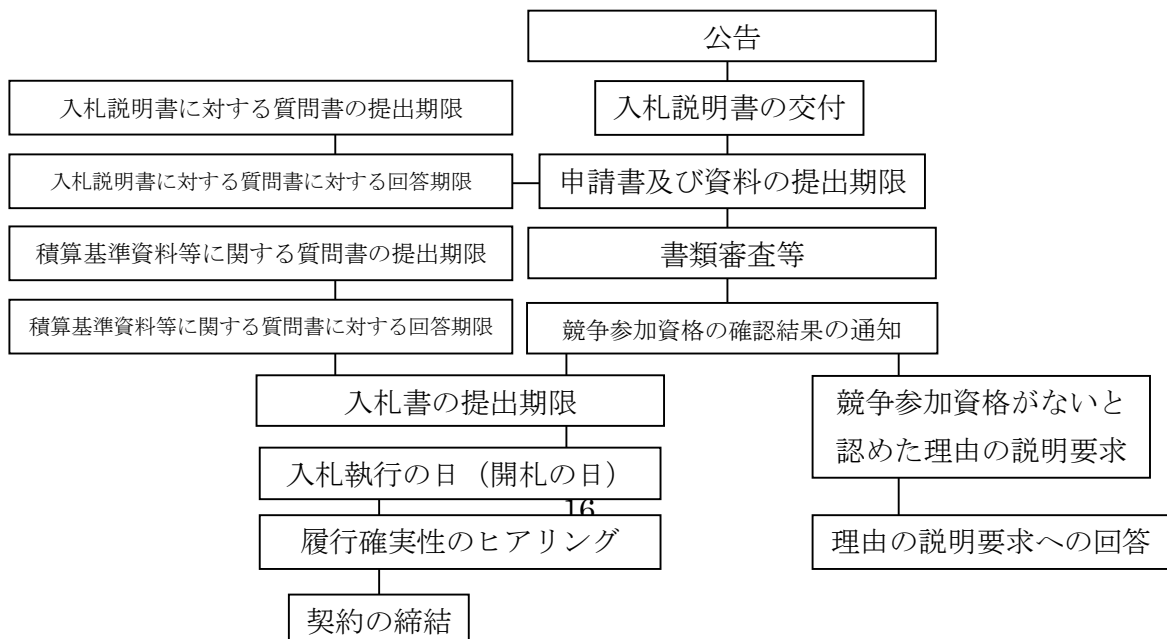 公告
入札説明書に対する質問書の提出期限
入札説明書の交付
入札説明書に対する質問書に対する回答期限
申請書及び資料の提出期限
積算基準資料等に関する質問書の提出期限
書類審査等
積算基準資料等に関する質問書に対する回答期限
競争参加資格の確認結果の通知
入札書の提出期限
競争参加資格がないと
認めた理由の説明要求
入札執行の日（開札の日）
16
履行確実性のヒアリング
理由の説明要求への回答
契約の締結